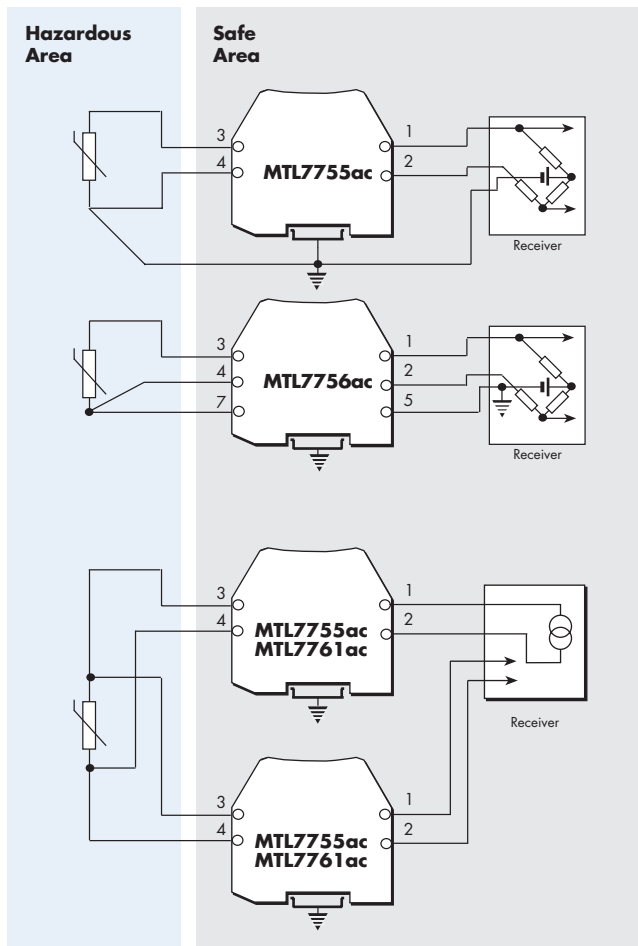 Hazardous
Area
Safe
Area
3
4
MTL7755ac
1
2
Receiver
3
4
7
MTL7756ac
1
2
5
Receiver
3
4
MTL7755ac
MTL7761ac
1
2
Receiver
3
4
MTL7755ac
MTL7761ac
1
2